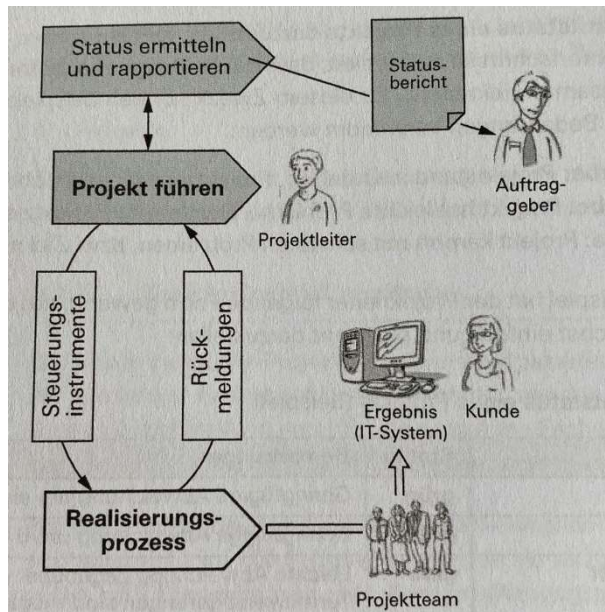 Status ermitteln
und rapportieren
Status-
bericht
Auftrag-
geber
Projekt führen
Projektleiter
Steuerungs-
instrumente
Rück-
meldungen
Ergebnis
(IT-System)
Kunde
Realisierungs-
prozess
Projektteam